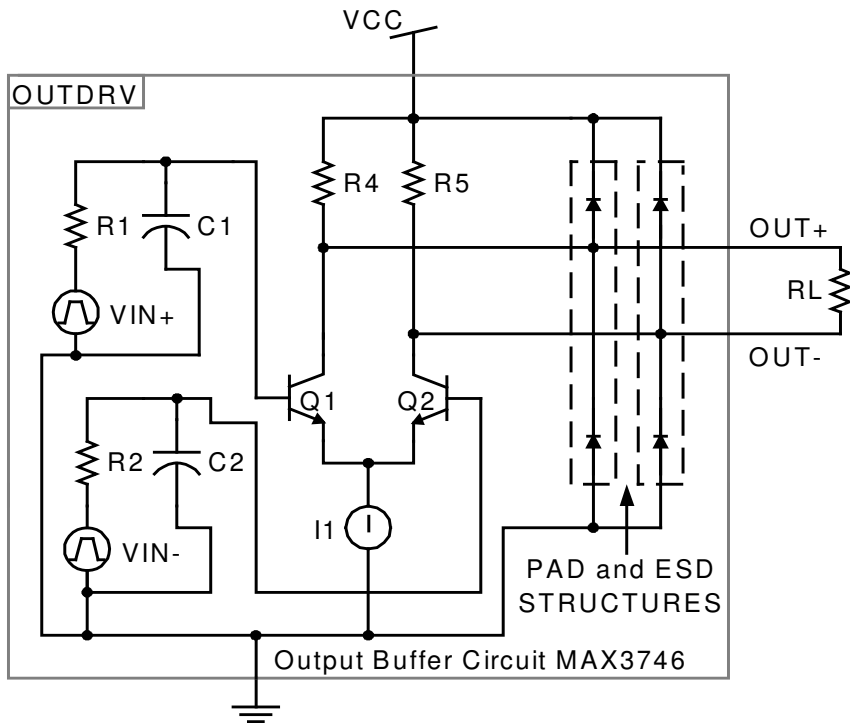 VCC
OUTDRV
R4
R5
R1
C1
OUT+
RL
VIN+
OUT-
Q1
Q2
R2
C2
I1
VIN-
PAD and ESD
STRUCTURES
Output Buffer Circuit MAX3746